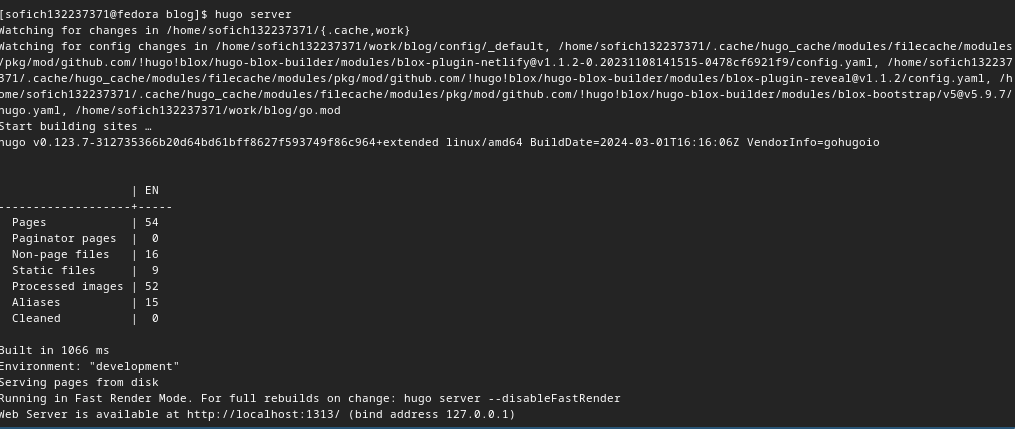 [sofich132237371@fedora blog]$ hugo server
Watching for changes in /home/sofich132237371/{.cache,work}
Watching for config changes in /home/sofich132237371/work/blog/config/_default, /home/sofich132237371/.cache/hugo_cache/modules/filecache/modules
/pkg/mod/github.com/!hugo!blox/hugo-blox-builder/modules/blox-plugin-netlify@v1.1.2-0.20231108141515-0478cf6921f9/config.yaml, /home/sofich132237
371/.cache/hugo_cache/modules/filecache/modules/pkg/mod/github.com/!hugo!blox/hugo-blox-builder/modules/blox-plugin-reveal@v1.1.2/config.yaml, /h
ome/sofich132237371/.cache/hugo_cache/modules/filecache/modules/pkg/mod/github.com/!hugo!blox/hugo-blox-builder/modules/blox-bootstrap/v5@v5.9.7/
hugo.yaml, /home/sofich132237371/work/blog/go.mod
Start building sites …
hugo v0.123.7-312735366b20d64bd61bff8627f593749f86c964+extended linux/amd64 BuildDate=2024-03-01T16:16:06Z VendorInfo=gohugoio
| EN
-------------------+-----
Pages | 54
Paginator pages | 0
Non-page files | 16
Static files | 9
Processed images | 52
Aliases | 15
Cleaned | 0
Built in 1066 ms
Environment: "development"
Serving pages from disk
Running in Fast Render Mode. For full rebuilds on change: hugo server --disableFastRender
Web Server is available at http://localhost:1313/ (bind address 127.0.0.1)